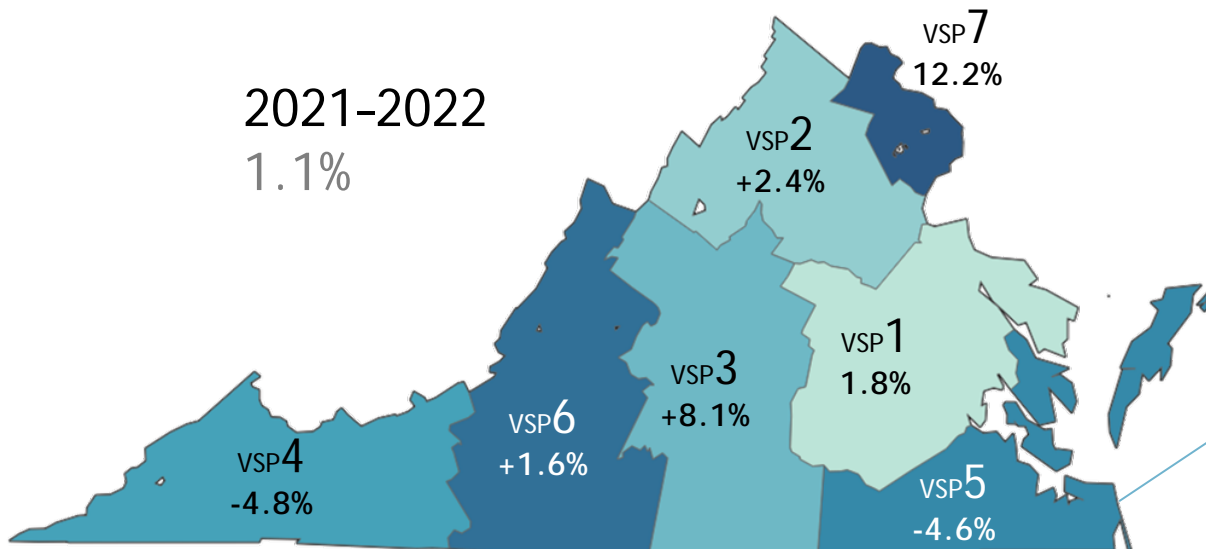 2021–2022
1.1%
VSP7
12.2%
VSP2
+2.4%
VSP1
1.8%
VSP3
+8.1%
VSP6
+1.6%
VSP4
-4.8%
VSP5
-4.6%